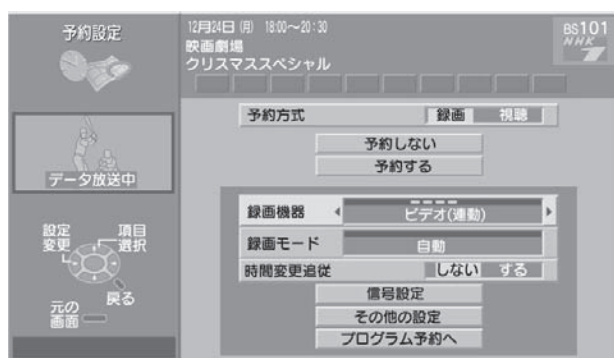 予約設定
12月24日 (月) 18:00~20:30
映画劇場
クリスマススペシャル
BS101
NHK
7
予約方式 録画 視聴
予約しない
予約する
データ放送中
録画機器 ビデオ(連動)
録画モード 自動
時間変更追従 しない する
信号設定
その他の設定
プログラム予約へ
設定変更
項目選択
戻る
元の画面